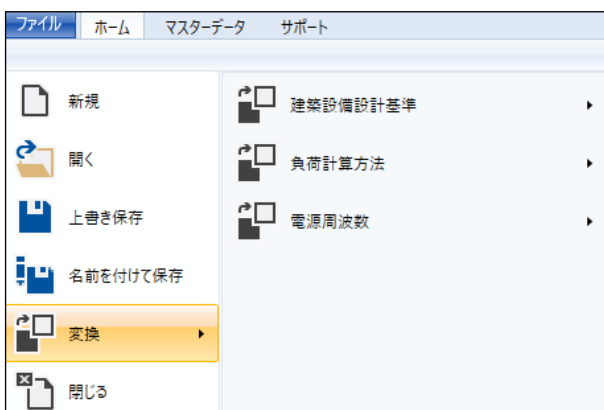 ファイル ホーム マスターデータ サポート
新規
開く
上書き保存
名前を付けて保存
変換
閉じる
建築設備設計基準
負荷計算方法
電源周波数